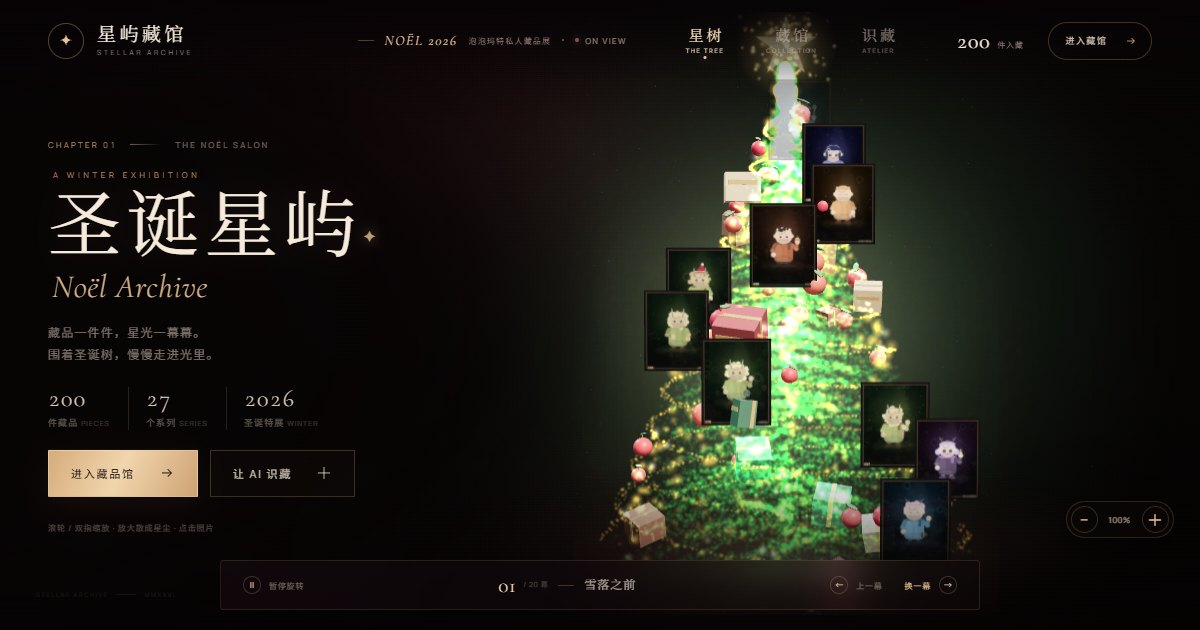 星屿藏馆
STELLAR ARCHIVE
NOËL 2026 泡泡玛特私人藏品展 · ON VIEW
星树
THE TREE
藏馆
COLLECTION
识藏
ATELIER
200 件入藏
进入藏馆 →
CHAPTER 01 THE NOËL SALON
A WINTER EXHIBITION
圣诞星屿
Noël Archive
藏品一件件，星光一幕幕。
围着圣诞树，慢慢走进光里。
200
件藏品 PIECES
27
个系列 SERIES
2026
圣诞特展 WINTER
进入藏品馆 →
让 AI 识藏 +
滚轮 / 双指缩放 · 放大散成星尘 · 点击照片
− 100% +
STELLAR ARCHIVE — MMXXVI
暂停旋转
01 / 20 幕 — 雪落之前
← 上一幕
换一幕 →